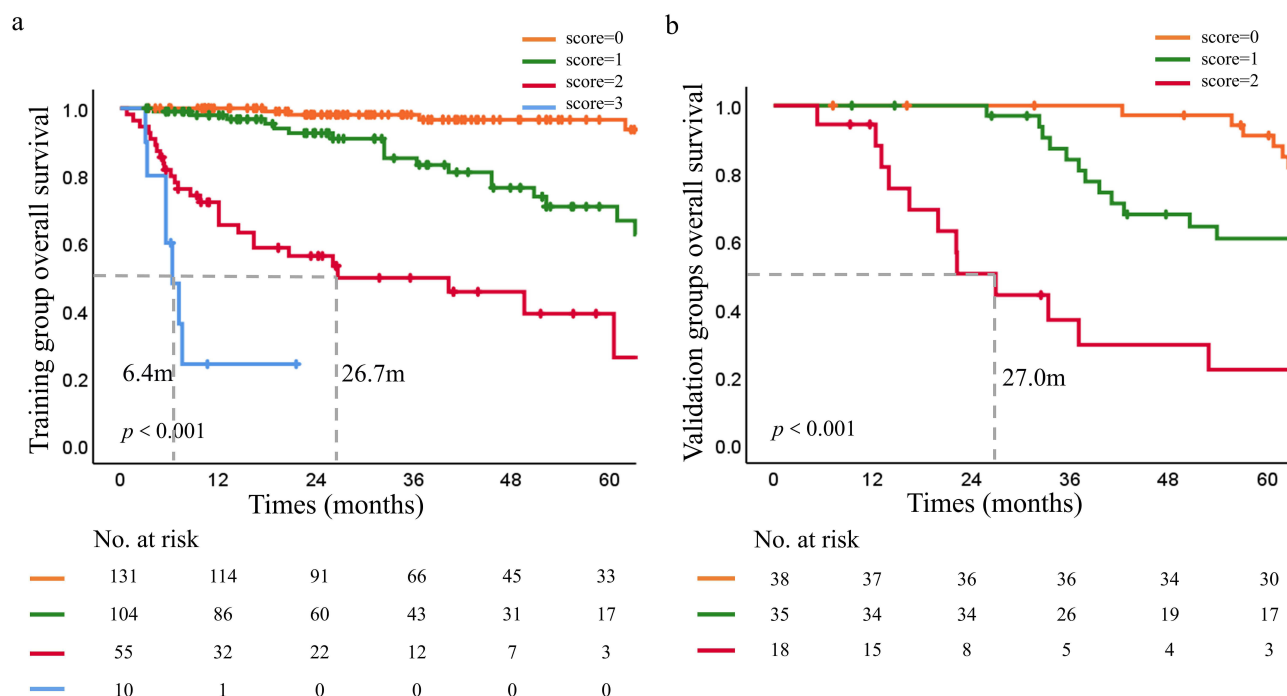 a
score=0
score=1
score=2
score=3
Training group overall survival
1.0
0.8
0.6
0.4
0.2
0.0
6.4m
26.7m
p < 0.001
0 12 24 36 48 60
Times (months)
No. at risk
131 114 91 66 45 33
104 86 60 43 31 17
55 32 22 12 7 3
10 1 0 0 0 0
b
score=0
score=1
score=2
Validation groups overall survival
1.0
0.8
0.6
0.4
0.2
0.0
27.0m
p < 0.001
0 12 24 36 48 60
Times (months)
No. at risk
38 37 36 36 34 30
35 34 34 26 19 17
18 15 8 5 4 3